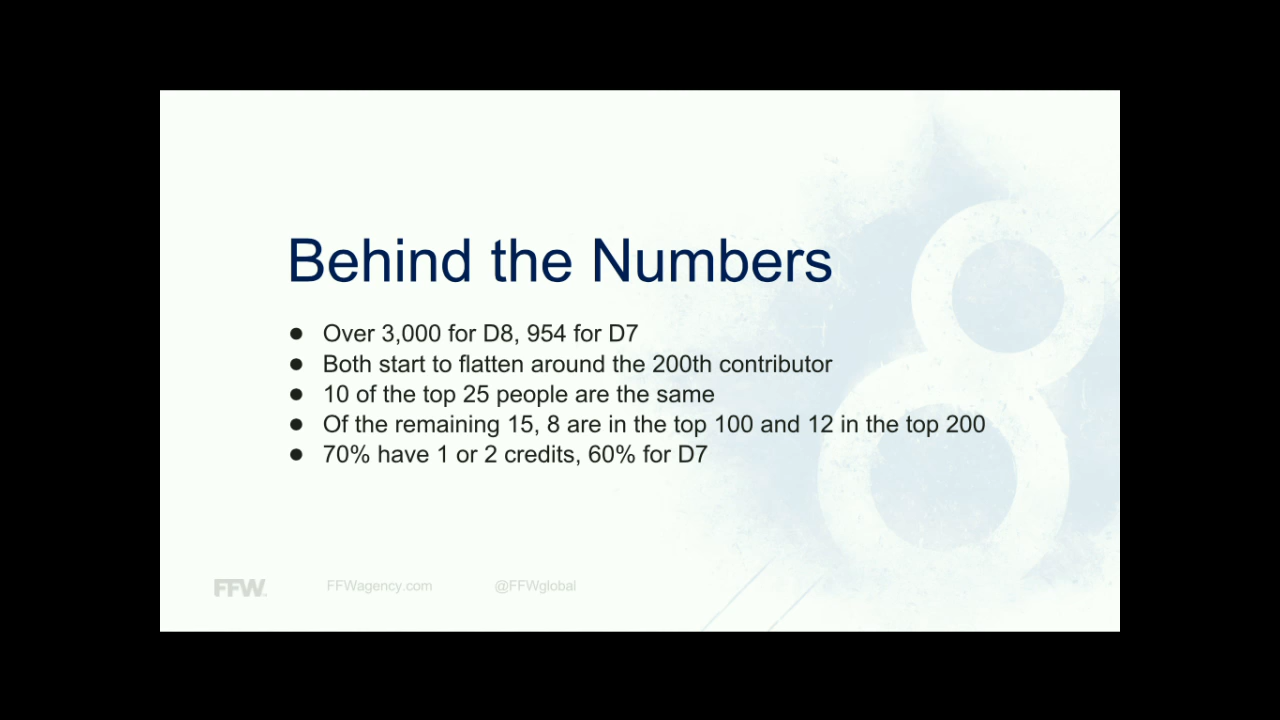 Behind the Numbers
● Over 3,000 for D8, 954 for D7
● Both start to flatten around the 200th contributor
● 10 of the top 25 people are the same
● Of the remaining 15, 8 are in the top 100 and 12 in the top 200
● 70% have 1 or 2 credits, 60% for D7
FFW. FFWagency.com @FFWglobal
8